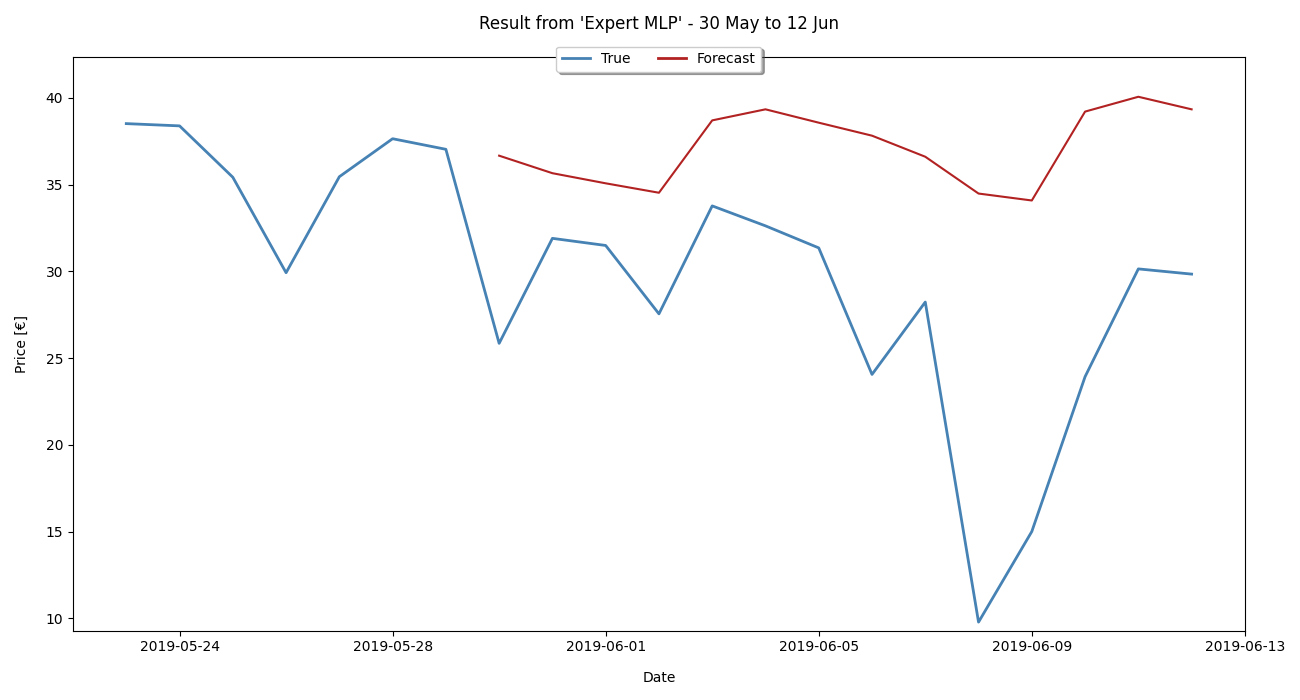 Result from 'Expert MLP' - 30 May to 12 Jun
True Forecast
40
35
30
25
20
15
10
Price [€]
2019-05-24 2019-05-28 2019-06-01 2019-06-05 2019-06-09 2019-06-13
Date